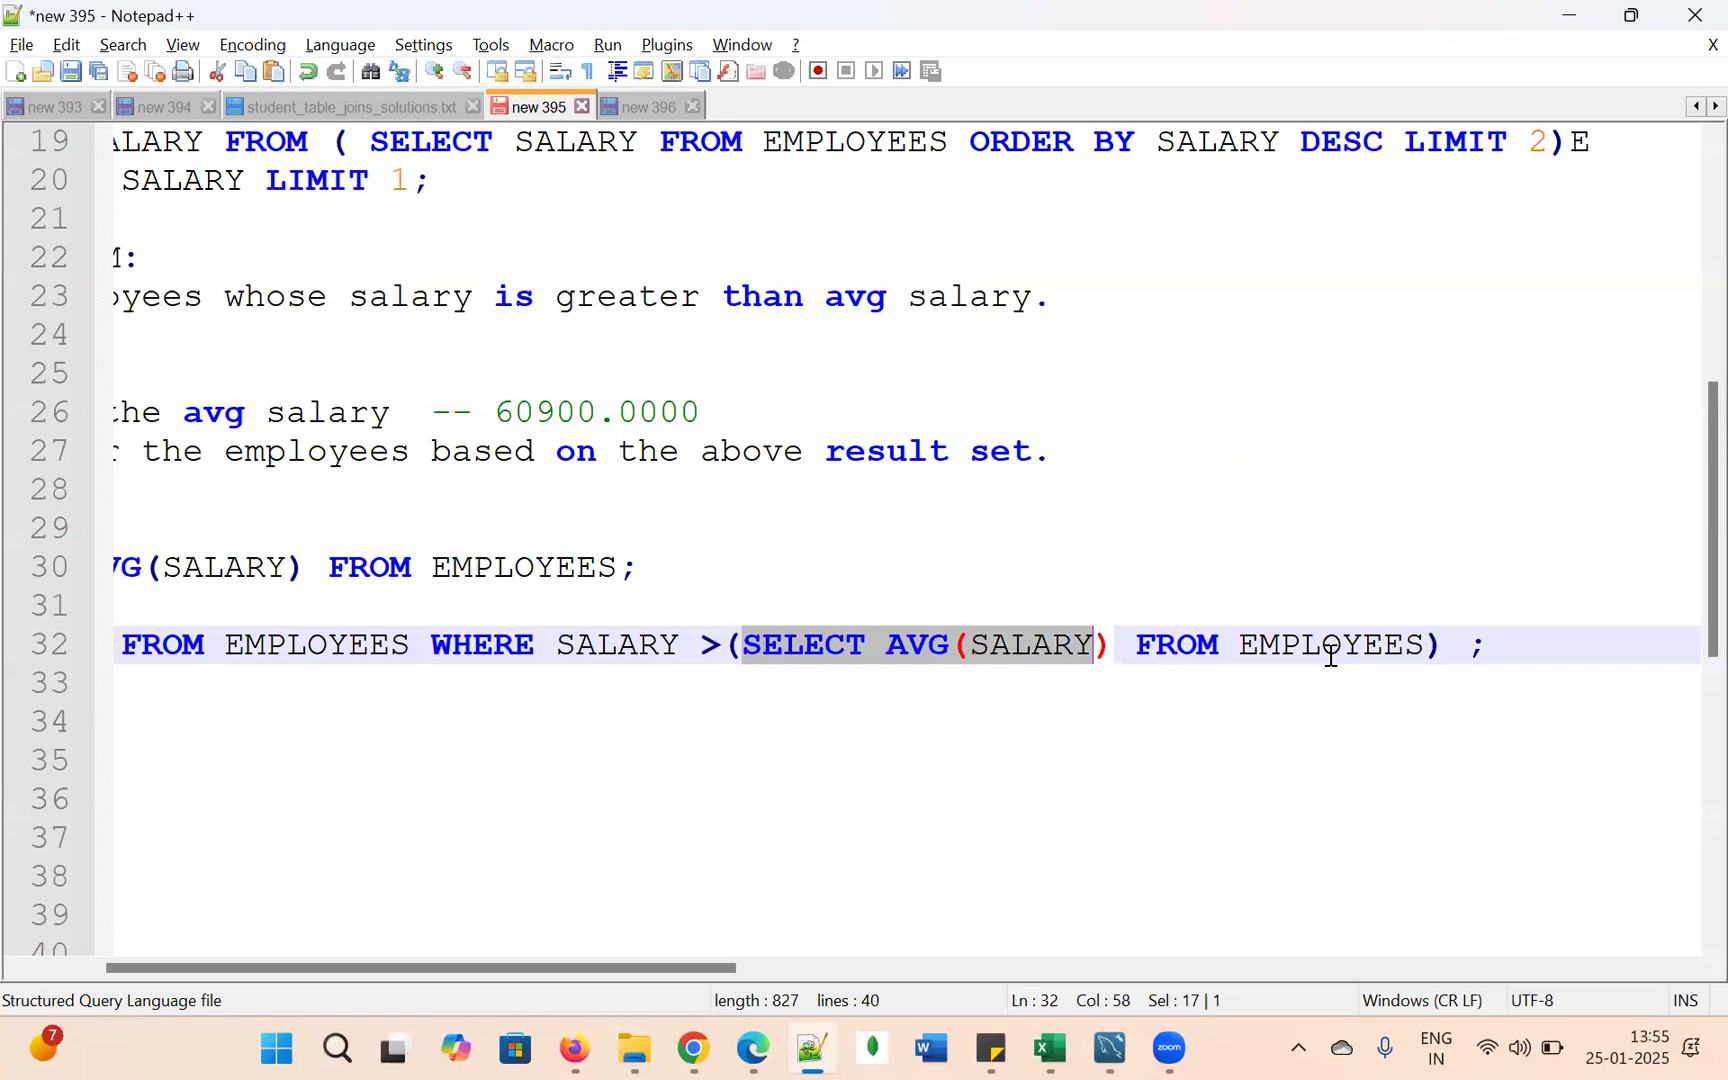 *new 395 - Notepad++
File Edit Search View Encoding Language Settings Tools Macro Run Plugins Window ? X
new 393 new 394 student_table_joins_solutions.txt new 395 new 396
19 ALARY FROM ( SELECT SALARY FROM EMPLOYEES ORDER BY SALARY DESC LIMIT 2)E
20 SALARY LIMIT 1;
21
22 M:
23 oyees whose salary is greater than avg salary.
24
25
26 the avg salary -- 60900.0000
27 r the employees based on the above result set.
28
29
30 VG(SALARY) FROM EMPLOYEES;
31
32 FROM EMPLOYEES WHERE SALARY >(SELECT AVG(SALARY) FROM EMPLOYEES) ;
33
34
35
36
37
38
39
40
Structured Query Language file length : 827 lines : 40 Ln : 32 Col : 58 Sel : 17 | 1 Windows (CR LF) UTF-8 INS
7 W X zoom ENG IN 13:55 25-01-2025